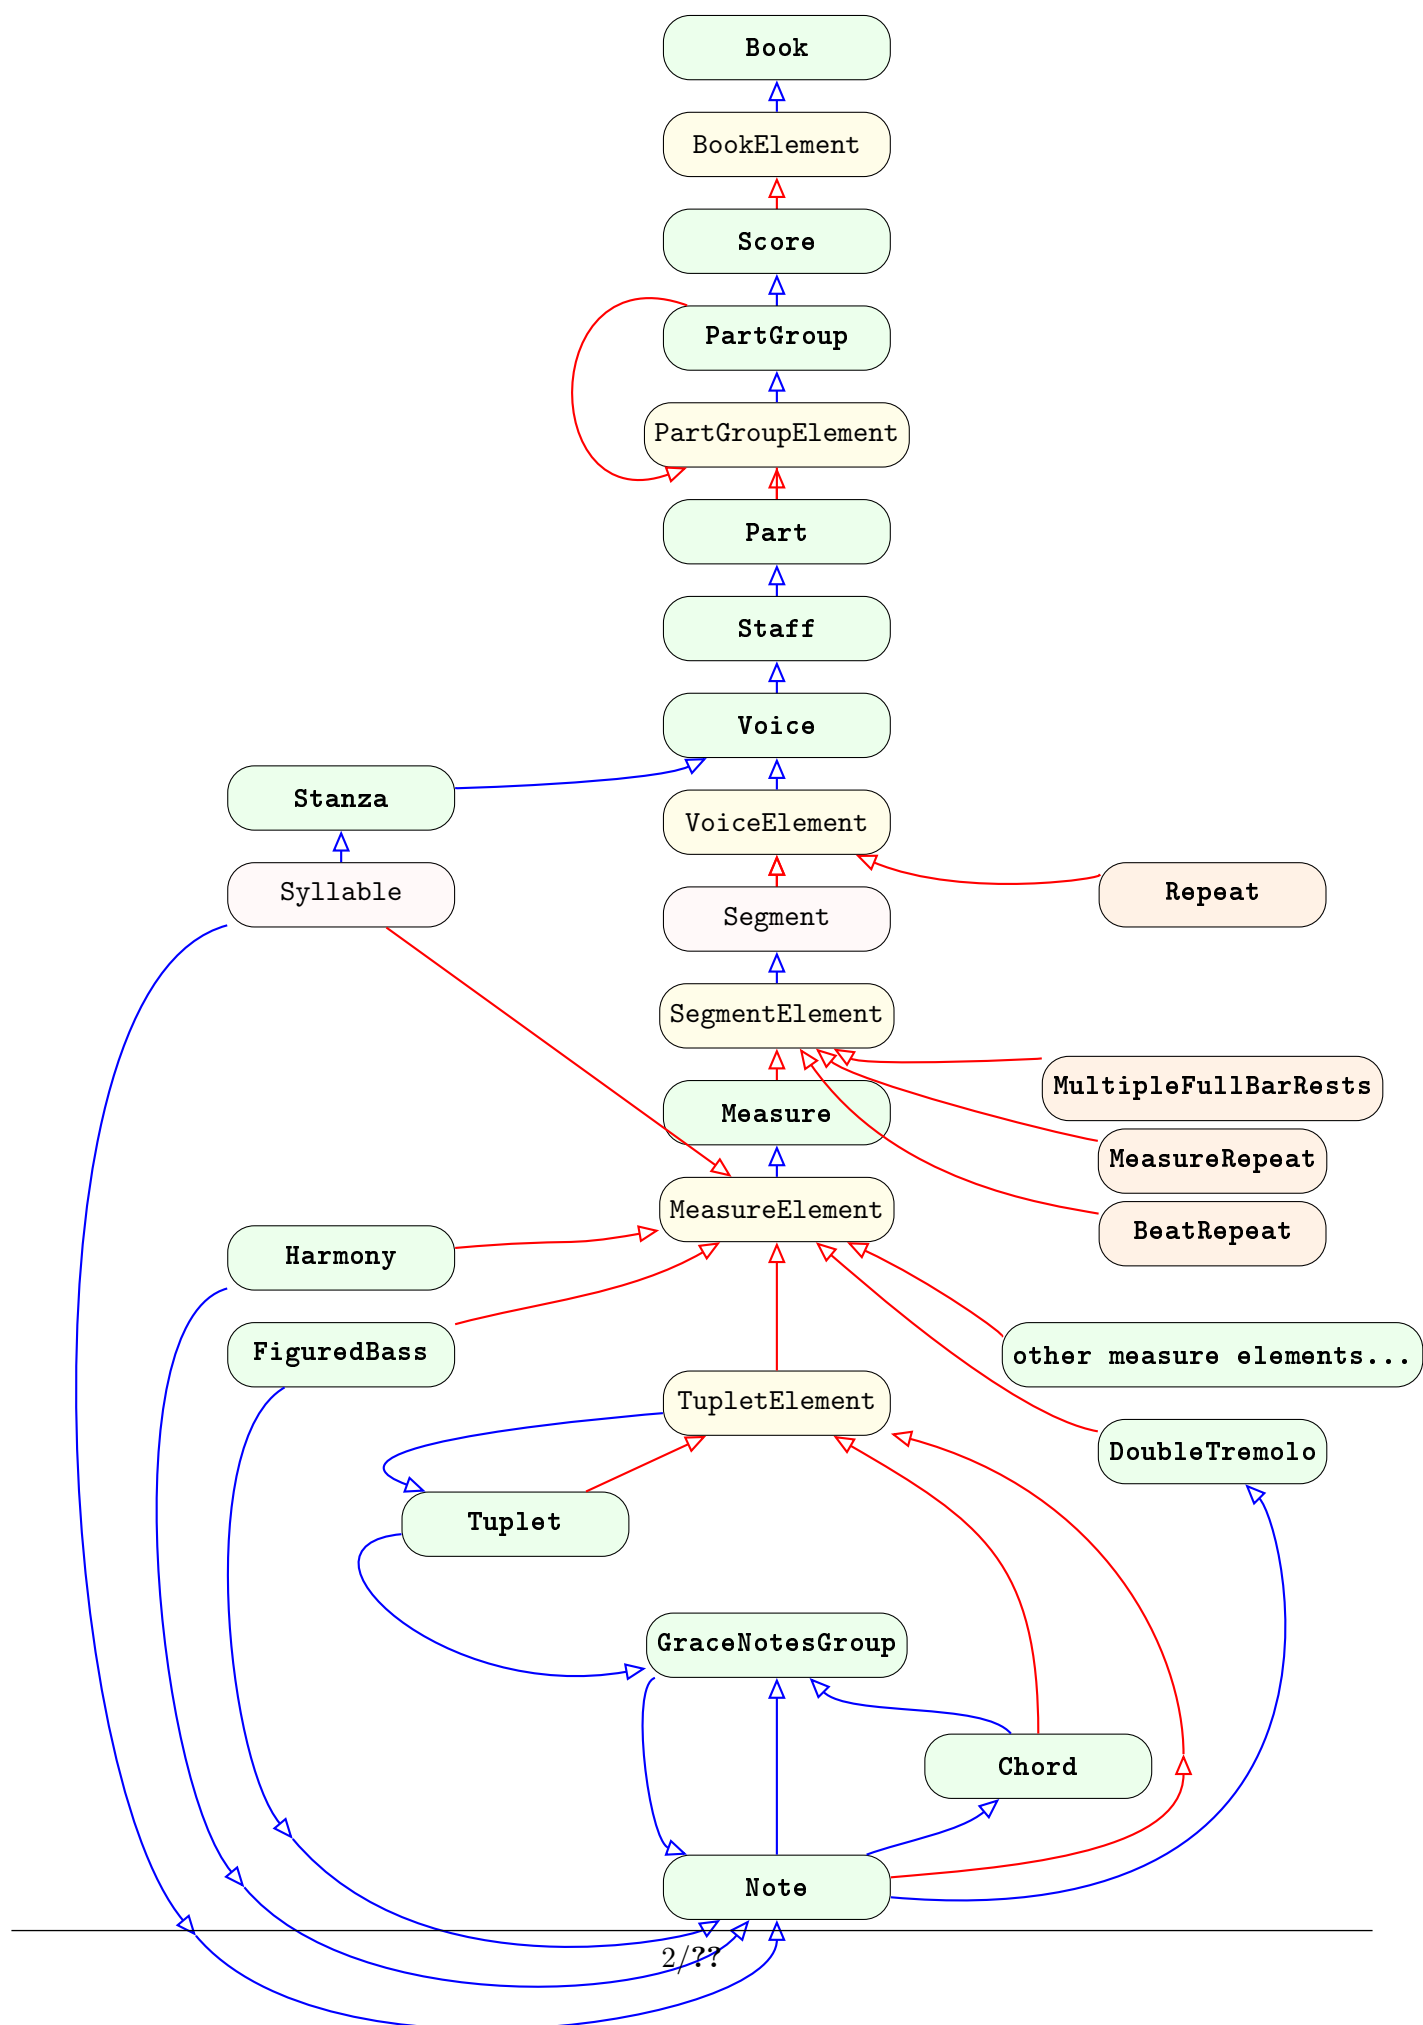 Book
BookElement
Score
PartGroup
PartGroupElement
Part
Staff
Voice
Stanza
VoiceElement
Syllable
Repeat
Segment
SegmentElement
MultipleFullBarRests
Measure
MeasureRepeat
MeasureElement
BeatRepeat
Harmony
FiguredBass
other measure elements...
TupletElement
DoubleTremolo
Tuplet
GraceNotesGroup
Chord
Note
2/??